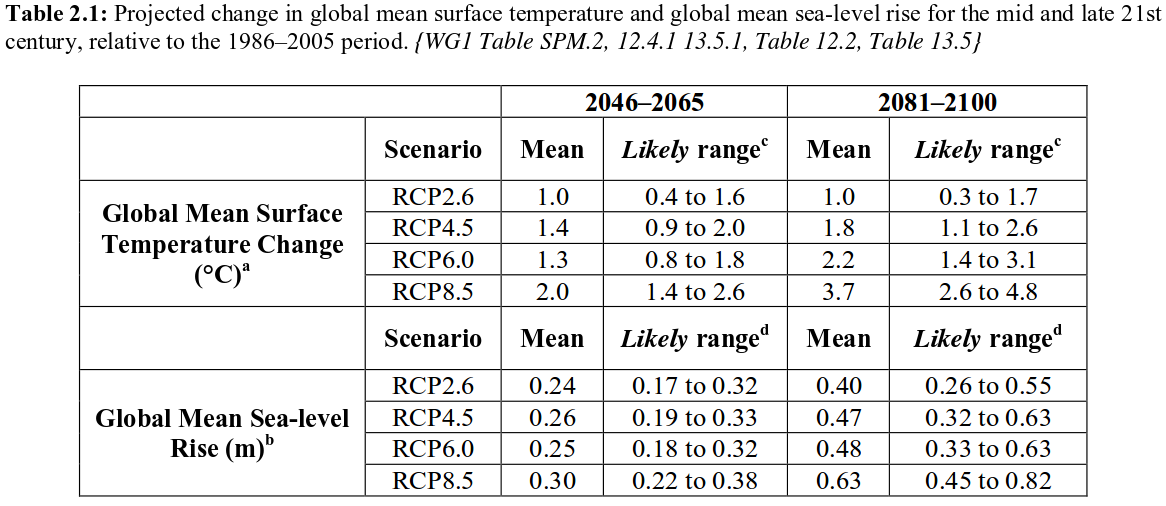 Table 2.1: Projected change in global mean surface temperature and global mean sea-level rise for the mid and late 21st
century, relative to the 1986–2005 period. {WG1 Table SPM.2, 12.4.1 13.5.1, Table 12.2, Table 13.5}
2046–2065 2081–2100
Scenario Mean Likely rangeᶜ Mean Likely rangeᶜ
Global Mean Surface
Temperature Change
(°C)ᵃ
RCP2.6 1.0 0.4 to 1.6 1.0 0.3 to 1.7
RCP4.5 1.4 0.9 to 2.0 1.8 1.1 to 2.6
RCP6.0 1.3 0.8 to 1.8 2.2 1.4 to 3.1
RCP8.5 2.0 1.4 to 2.6 3.7 2.6 to 4.8
Scenario Mean Likely rangeᵈ Mean Likely rangeᵈ
Global Mean Sea-level
Rise (m)ᵇ
RCP2.6 0.24 0.17 to 0.32 0.40 0.26 to 0.55
RCP4.5 0.26 0.19 to 0.33 0.47 0.32 to 0.63
RCP6.0 0.25 0.18 to 0.32 0.48 0.33 to 0.63
RCP8.5 0.30 0.22 to 0.38 0.63 0.45 to 0.82